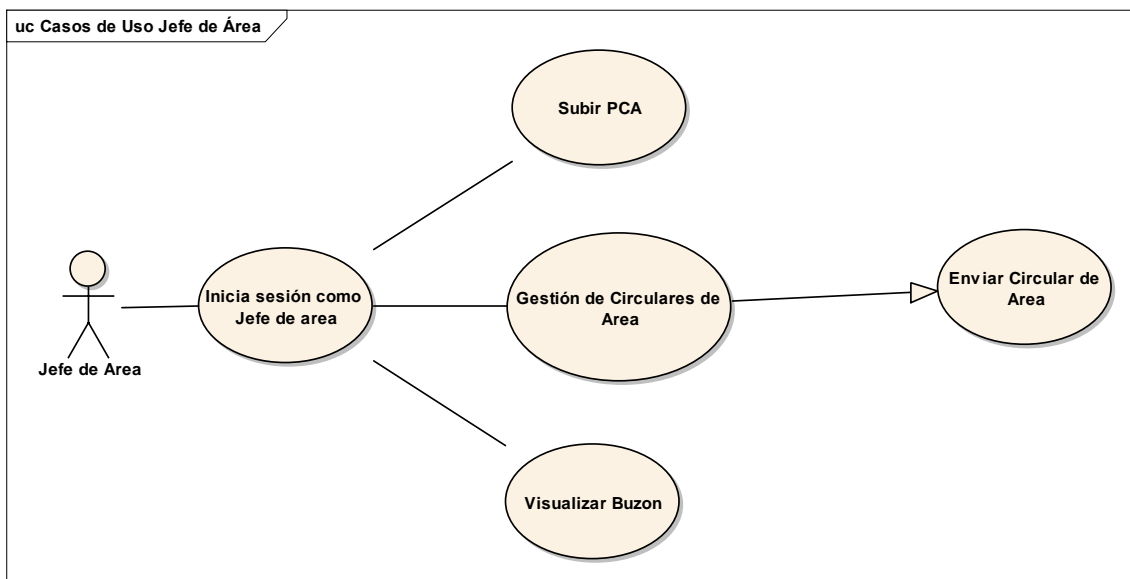 uc Casos de Uso Jefe de Área
Subir PCA
Inicia sesión como
Jefe de area
Gestión de Circulares de
Area
Enviar Circular de
Area
Jefe de Area
Visualizar Buzon